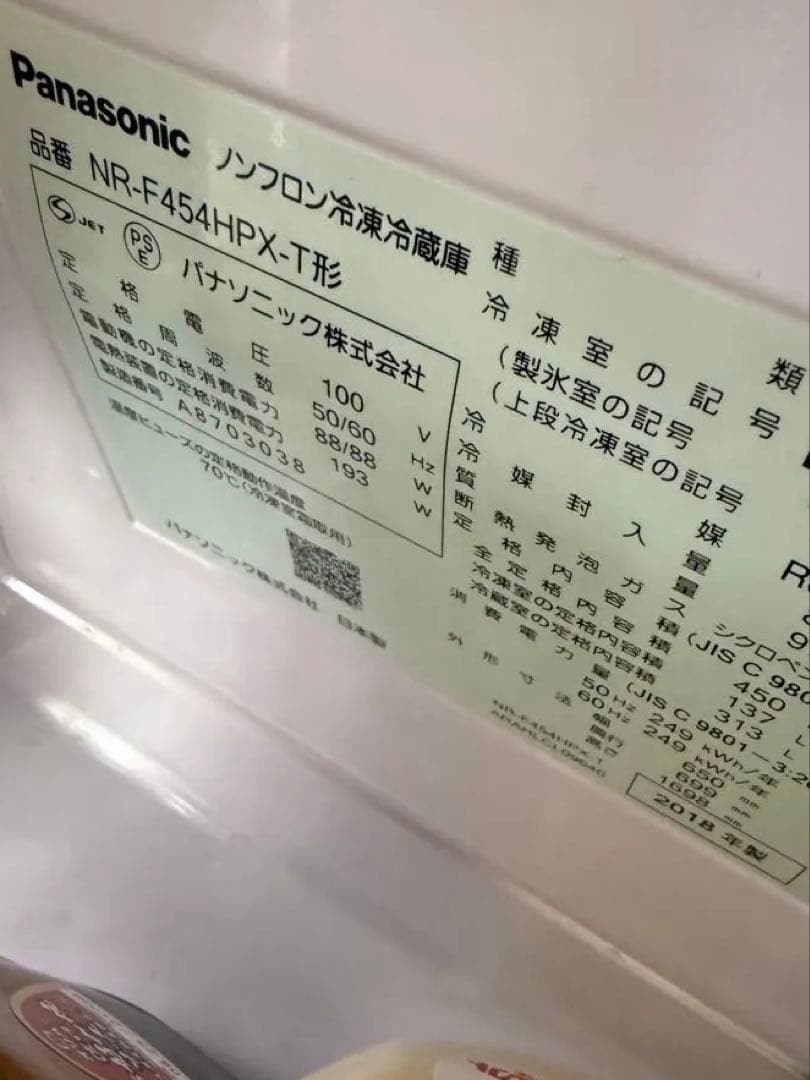 Panasonic ノンフロン冷凍冷蔵庫
品番 NR-F454HPX-T形
JET PSE パナソニック株式会社
定格電圧 100 V
定格周波数 50/60 Hz
電動機の定格消費電力 88/88 W
電熱装置の定格消費電力 193 W
製造番号 A8703038
温度ヒューズの定格動作温度
70℃(冷凍室霜取用)
パナソニック株式会社 日本製
種類
冷凍室の記号
(製氷室の記号
(上段冷凍室の記号
冷媒
冷媒封入量
質量
断熱発泡ガス シクロペ
定格内容積 (JIS C 980
全定格内容積 450
冷凍室の定格内容積 137
冷蔵室の定格内容積 313 L
消費電力量 (JIS C 9801-3:20
50Hz 249 kWh/年
60Hz 249 kWh/年
外形寸法 幅 650 mm
奥行 699 mm
高さ 1698 mm
NR-F454HPX-T
2018年製